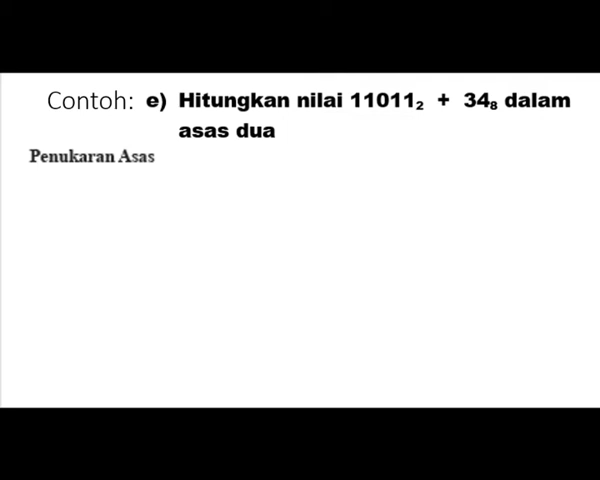 Contoh: e) Hitungkan nilai 11011₂ + 34₈ dalam
asas dua
Penukaran Asas